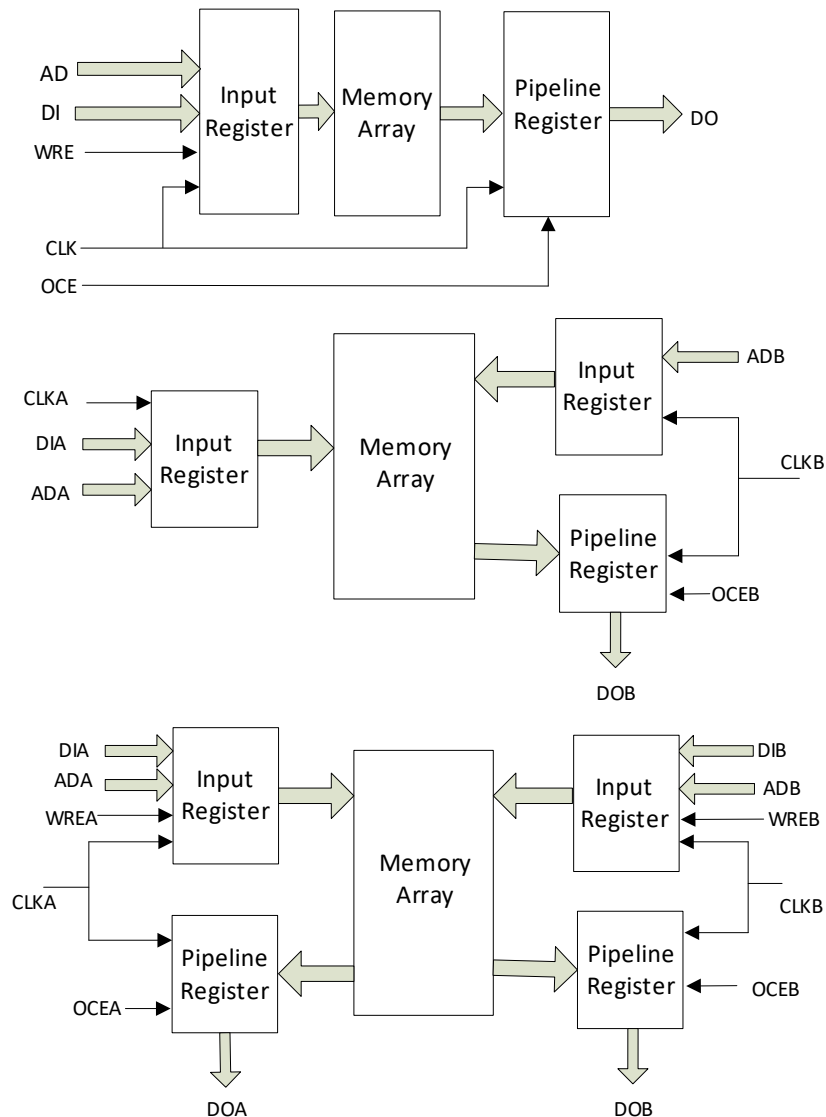 AD
DI
WRE
CLK
OCE
Input
Register
Memory
Array
Pipeline
Register
DO
CLKA
DIA
ADA
Input
Register
Memory
Array
Input
Register
ADB
CLKB
Pipeline
Register
OCEB
DOB
DIA
ADA
WREA
CLKA
OCEA
Input
Register
Pipeline
Register
DOA
Memory
Array
Input
Register
DIB
ADB
WREB
CLKB
Pipeline
Register
OCEB
DOB